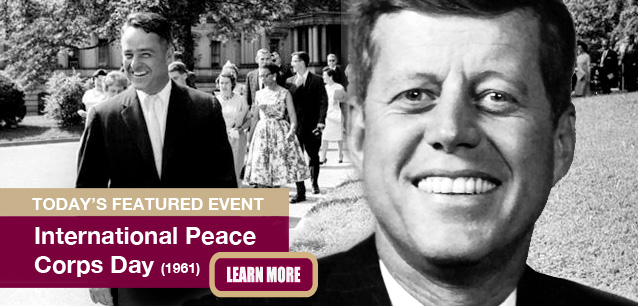 TODAY'S FEATURED EVENT
International Peace
Corps Day (1961)
LEARN MORE